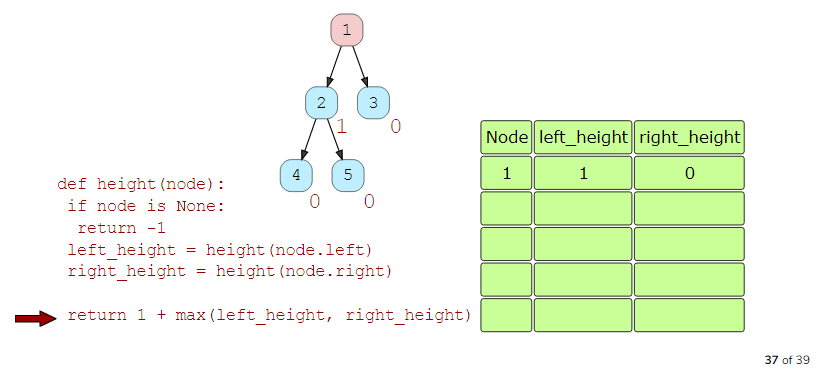 1
2 3
1 0
4 5
0 0
def height(node):
if node is None:
return -1
left_height = height(node.left)
right_height = height(node.right)
return 1 + max(left_height, right_height)
Node left_height right_height
1 1 0
37 of 39